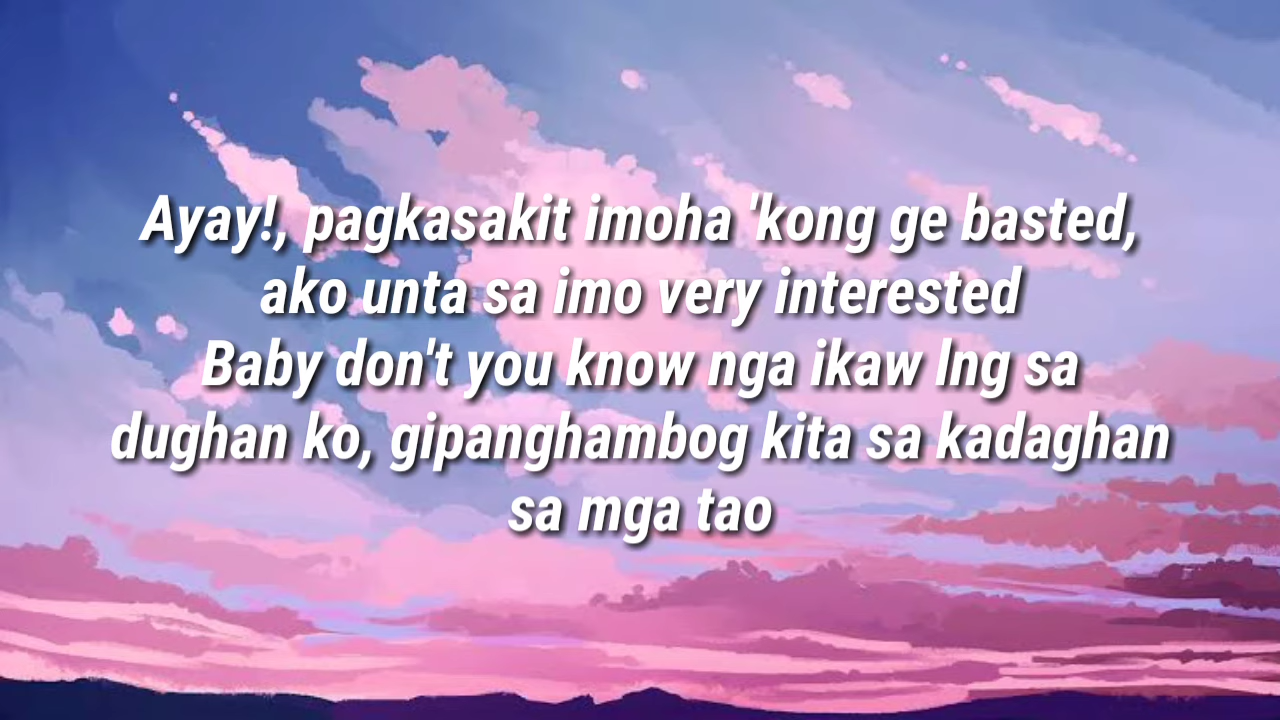 Ayay!, pagkasakit imoha 'kong ge basted,
ako unta sa imo very interested
Baby don't you know nga ikaw lng sa
dughan ko, gipanghambog kita sa kadaghan
sa mga tao